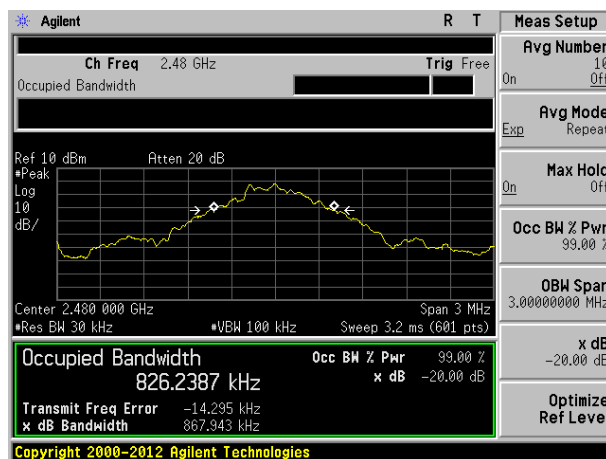 Agilent R T
Ch Freq 2.48 GHz Trig Free
Occupied Bandwidth
Ref 10 dBm Atten 20 dB
#Peak
Log
10
dB/
Center 2.480 000 GHz Span 3 MHz
#Res BW 30 kHz #VBW 100 kHz Sweep 3.2 ms (601 pts)
Occupied Bandwidth Occ BW % Pwr 99.00 %
826.2387 kHz x dB -20.00 dB
Transmit Freq Error -14.295 kHz
x dB Bandwidth 867.943 kHz
Copyright 2000-2012 Agilent Technologies
Meas Setup
Avg Number
10
On Off
Avg Mode
Exp Repeat
Max Hold
On Off
Occ BW % Pwr
99.00 %
OBW Span
3.00000000 MHz
x dB
-20.00 dB
Optimize
Ref Level